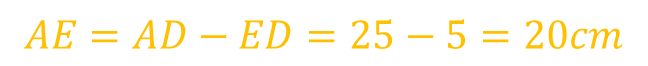 AE = AD − ED = 25 − 5 = 20cm